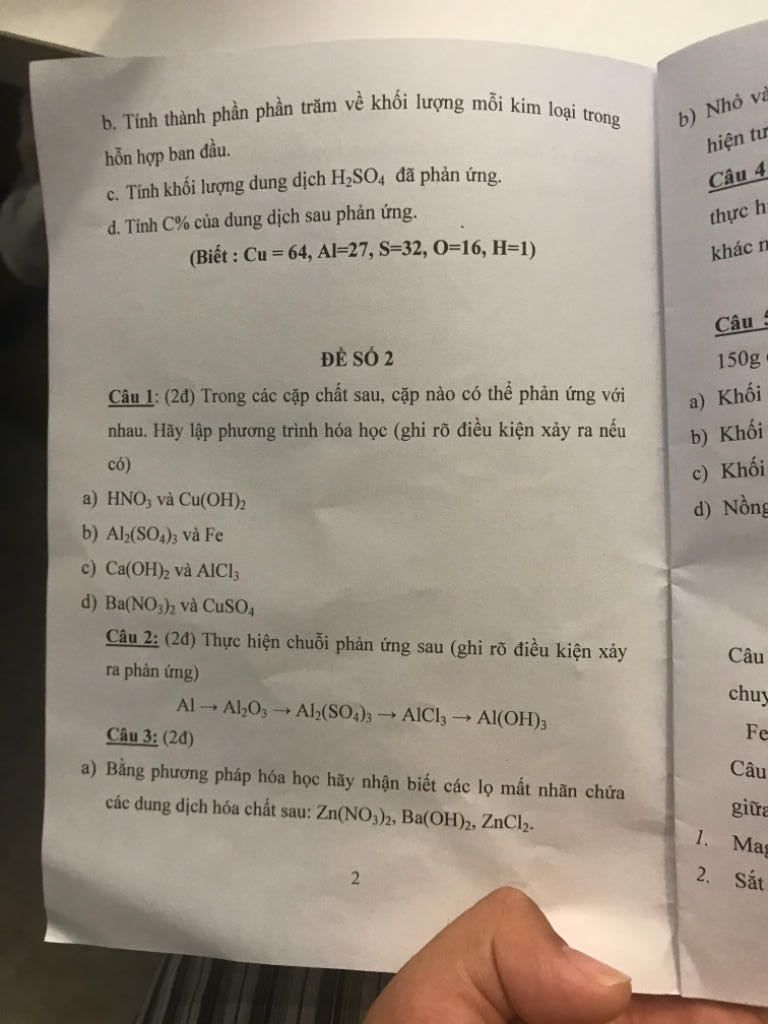 b. Tính thành phần phần trăm về khối lượng mỗi kim loại trong
hỗn hợp ban đầu.
c. Tính khối lượng dung dịch H₂SO₄ đã phản ứng.
d. Tính C% của dung dịch sau phản ứng.
(Biết : Cu = 64, Al=27, S=32, O=16, H=1)
ĐỀ SỐ 2
Câu 1: (2đ) Trong các cặp chất sau, cặp nào có thể phản ứng với
nhau. Hãy lập phương trình hóa học (ghi rõ điều kiện xảy ra nếu
có)
a) HNO₃ và Cu(OH)₂
b) Al₂(SO₄)₃ và Fe
c) Ca(OH)₂ và AlCl₃
d) Ba(NO₃)₂ và CuSO₄
Câu 2: (2đ) Thực hiện chuỗi phản ứng sau (ghi rõ điều kiện xảy
ra phản ứng)
Al → Al₂O₃ → Al₂(SO₄)₃ → AlCl₃ → Al(OH)₃
Câu 3: (2đ)
a) Bằng phương pháp hóa học hãy nhận biết các lọ mất nhãn chứa
các dung dịch hóa chất sau: Zn(NO₃)₂, Ba(OH)₂, ZnCl₂.
2
b) Nhỏ
hiện
Câu 4
thực
khác
Câu
150g
a) Khối
b) Khối
c) Khối
d)
Câu
Fe
Câu
1.
2. Sắt